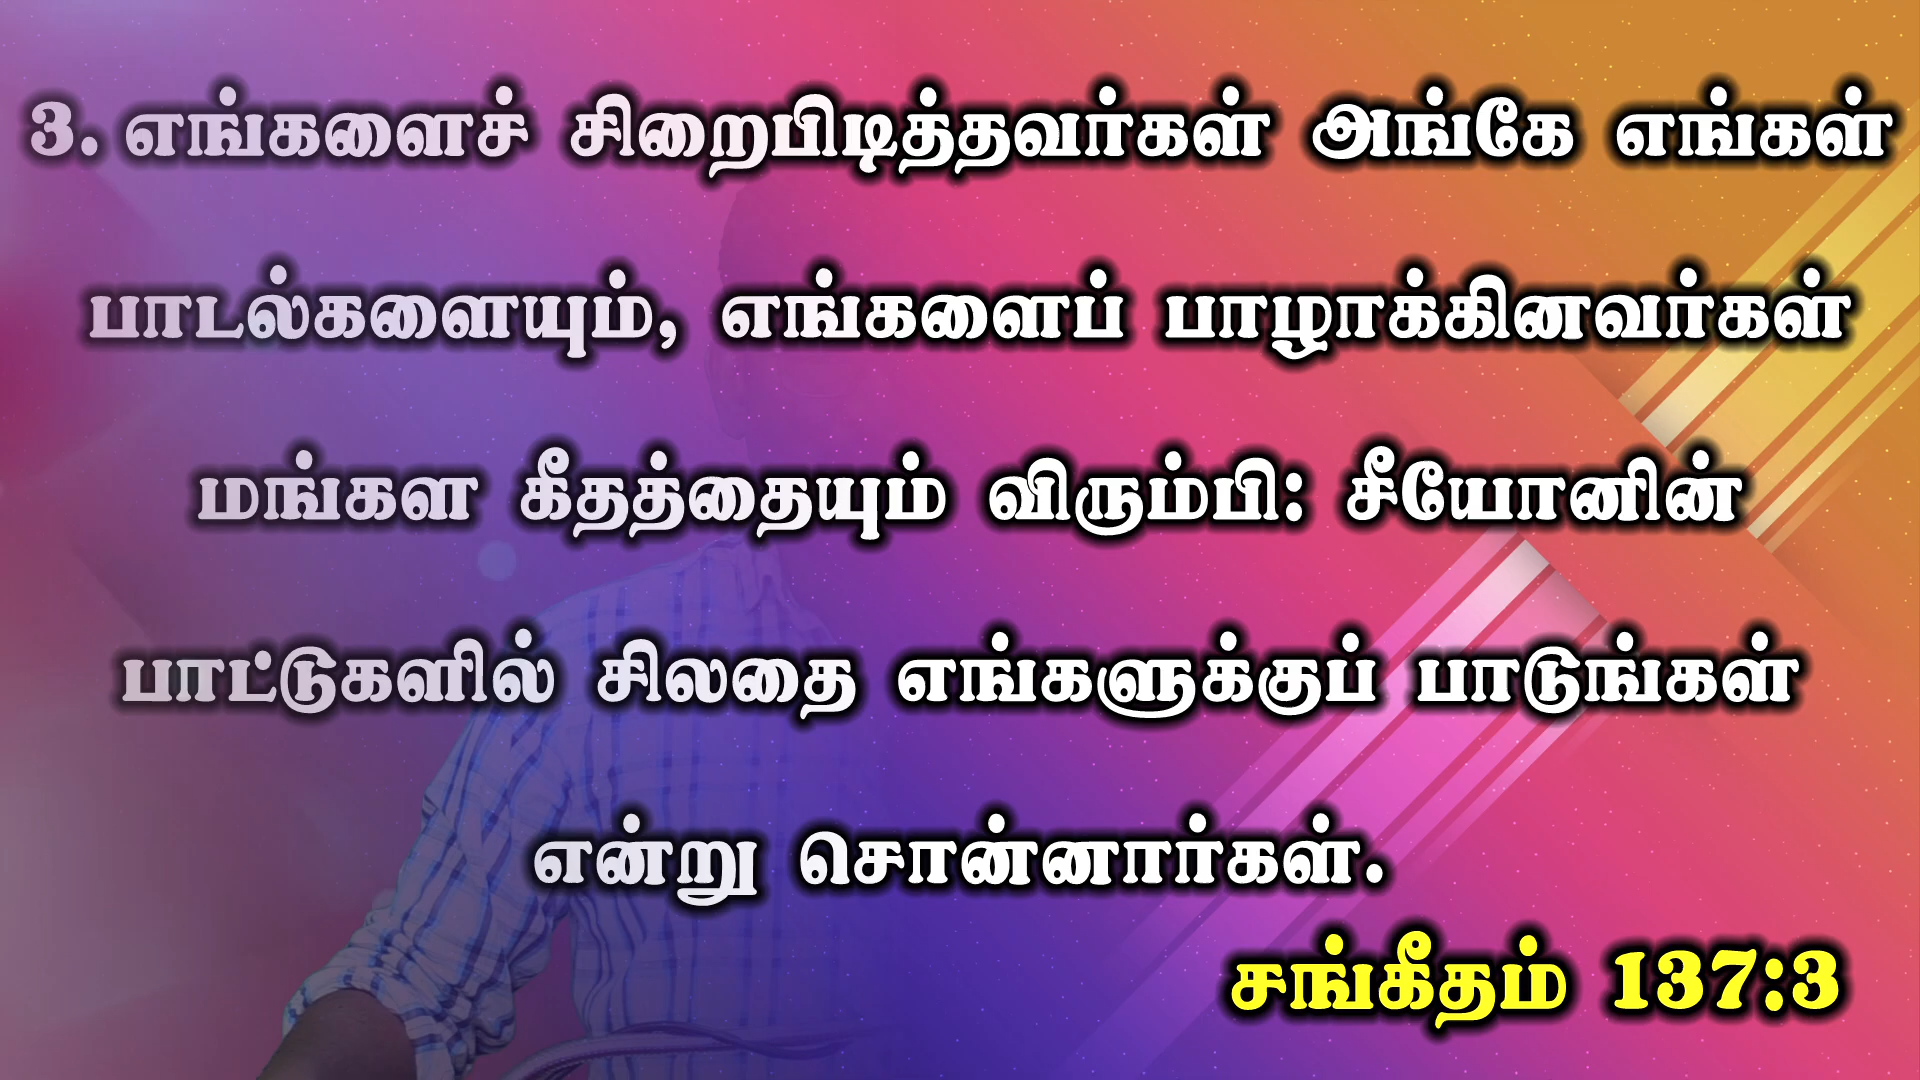 3. எங்களைச் சிறைபிடித்தவர்கள் அங்கே எங்கள்
பாடல்களையும், எங்களைப் பாழாக்கினவர்கள்
மங்கள கீதத்தையும் விரும்பி: சீயோனின்
பாட்டுகளில் சிலதை எங்களுக்குப் பாடுங்கள்
என்று சொன்னார்கள்.
சங்கீதம் 137:3